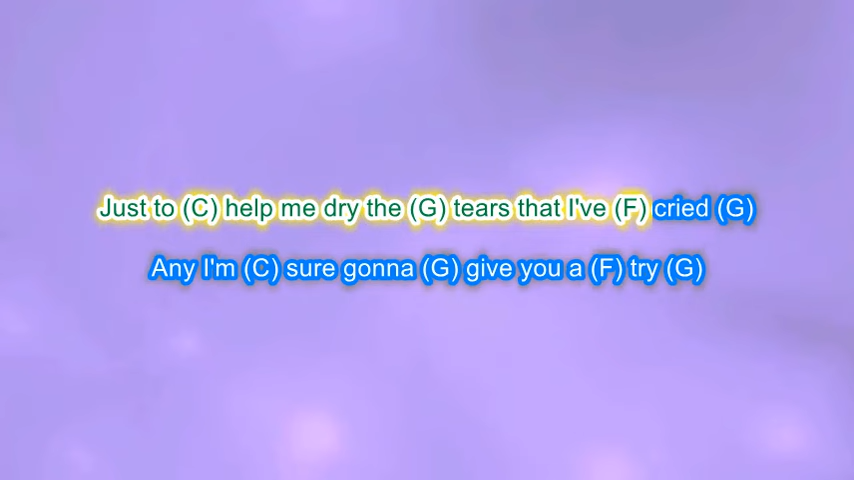 Just to (C) help me dry the (G) tears that I've (F) cried (G)
Any I'm (C) sure gonna (G) give you a (F) try (G)